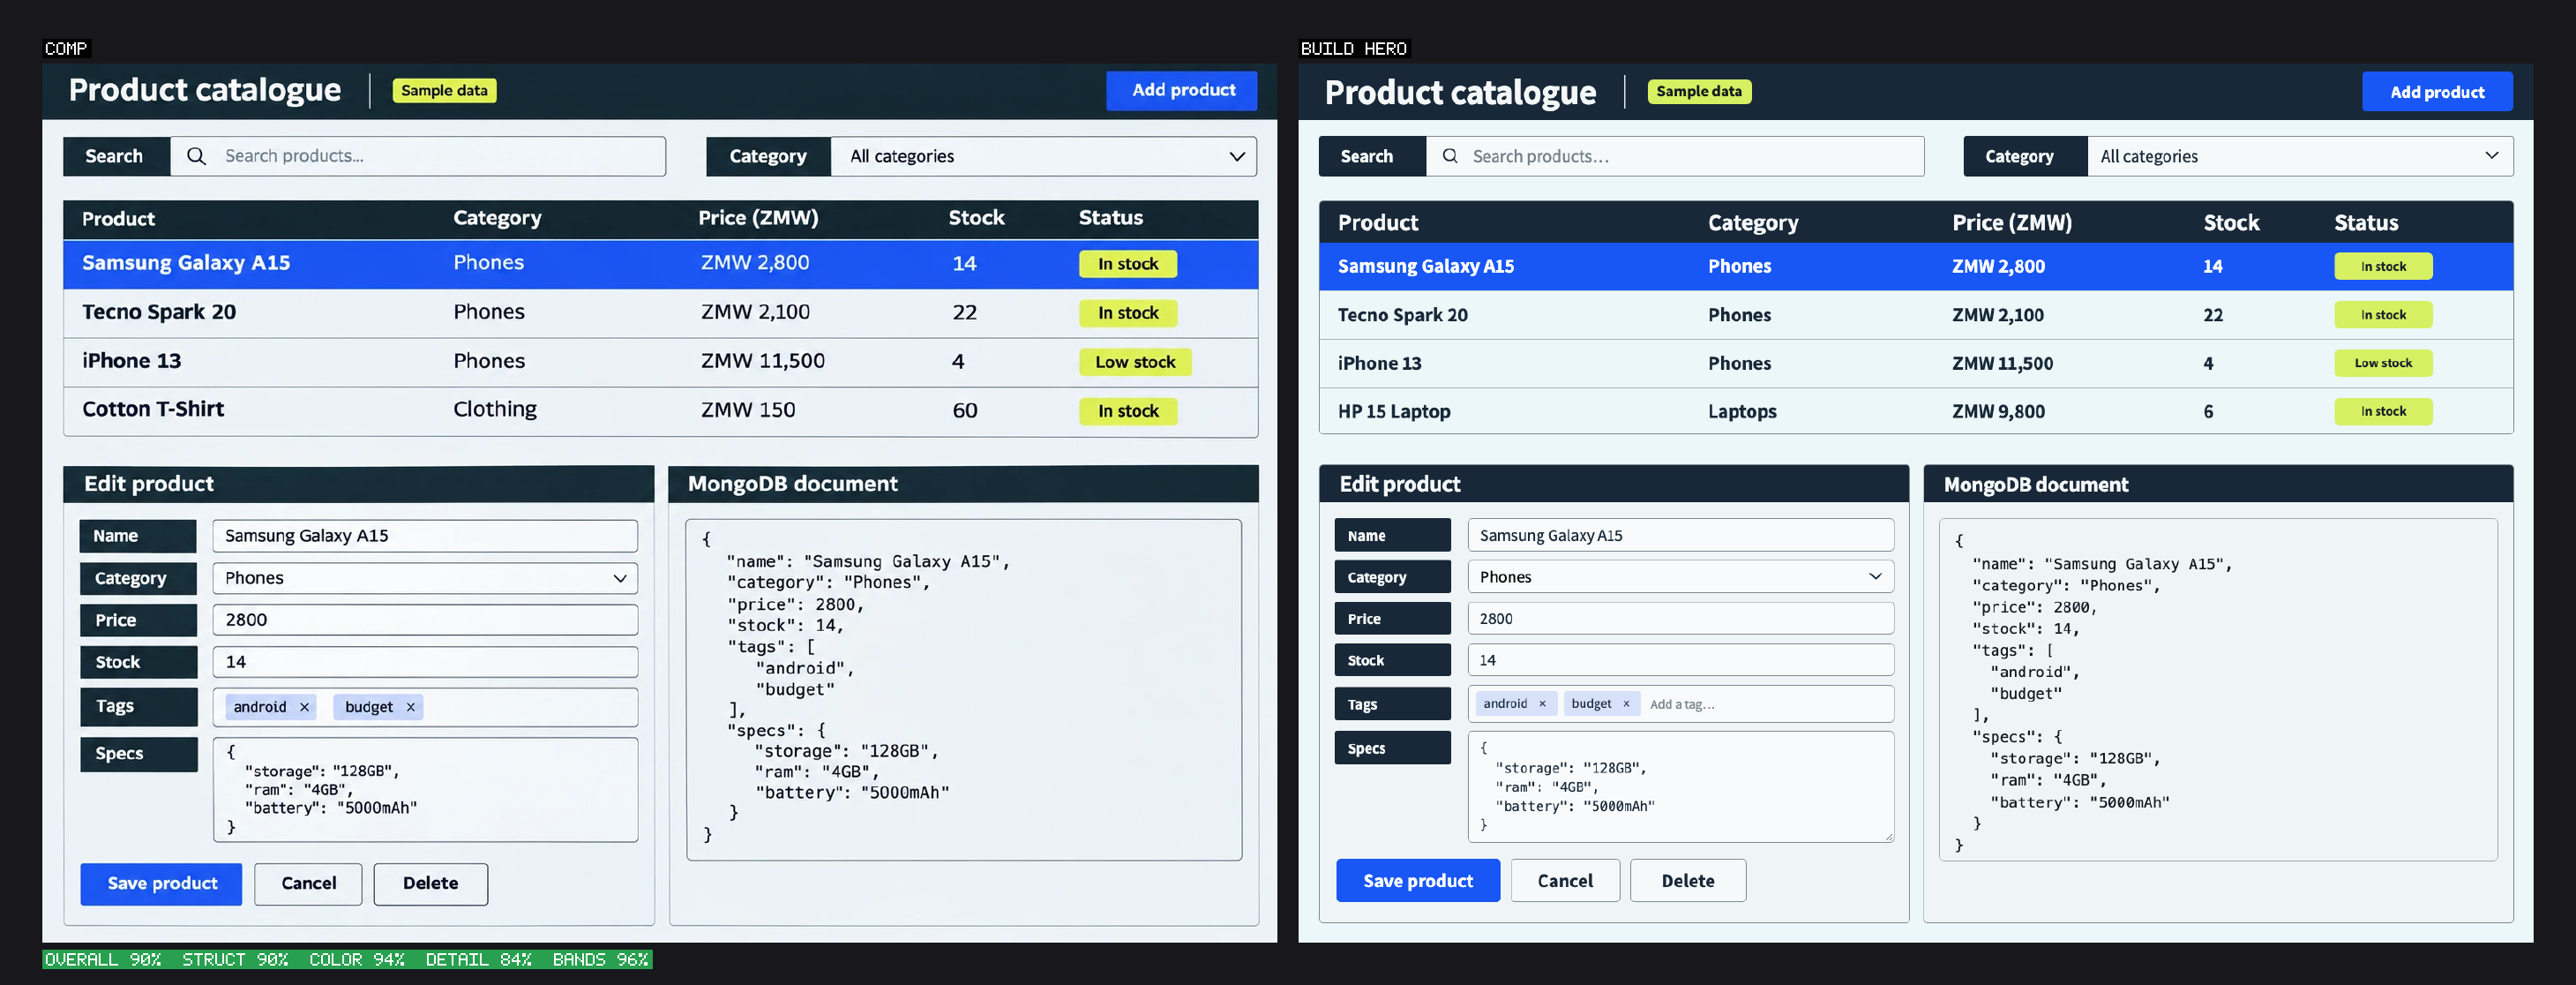 COMP
Product catalogue
Sample data
Add product
Search
Search products...
Category
All categories
Product Category Price (ZMW) Stock Status
Samsung Galaxy A15 Phones ZMW 2,800 14 In stock
Tecno Spark 20 Phones ZMW 2,100 22 In stock
iPhone 13 Phones ZMW 11,500 4 Low stock
Cotton T-Shirt Clothing ZMW 150 60 In stock
Edit product
Name Samsung Galaxy A15
Category Phones
Price 2800
Stock 14
Tags android × budget ×
Specs {
"storage": "128GB",
"ram": "4GB",
"battery": "5000mAh"
}
Save product Cancel Delete
MongoDB document
{
"name": "Samsung Galaxy A15",
"category": "Phones",
"price": 2800,
"stock": 14,
"tags": [
"android",
"budget"
],
"specs": {
"storage": "128GB",
"ram": "4GB",
"battery": "5000mAh"
}
}
OVERALL 90% STRUCT 90% COLOR 94% DETAIL 84% BANDS 96%
BUILD HERO
Product catalogue
Sample data
Add product
Search
Search products...
Category
All categories
Product Category Price (ZMW) Stock Status
Samsung Galaxy A15 Phones ZMW 2,800 14 In stock
Tecno Spark 20 Phones ZMW 2,100 22 In stock
iPhone 13 Phones ZMW 11,500 4 Low stock
HP 15 Laptop Laptops ZMW 9,800 6 In stock
Edit product
Name Samsung Galaxy A15
Category Phones
Price 2800
Stock 14
Tags android × budget × Add a tag...
Specs {
"storage": "128GB",
"ram": "4GB",
"battery": "5000mAh"
}
Save product Cancel Delete
MongoDB document
{
"name": "Samsung Galaxy A15",
"category": "Phones",
"price": 2800,
"stock": 14,
"tags": [
"android",
"budget"
],
"specs": {
"storage": "128GB",
"ram": "4GB",
"battery": "5000mAh"
}
}